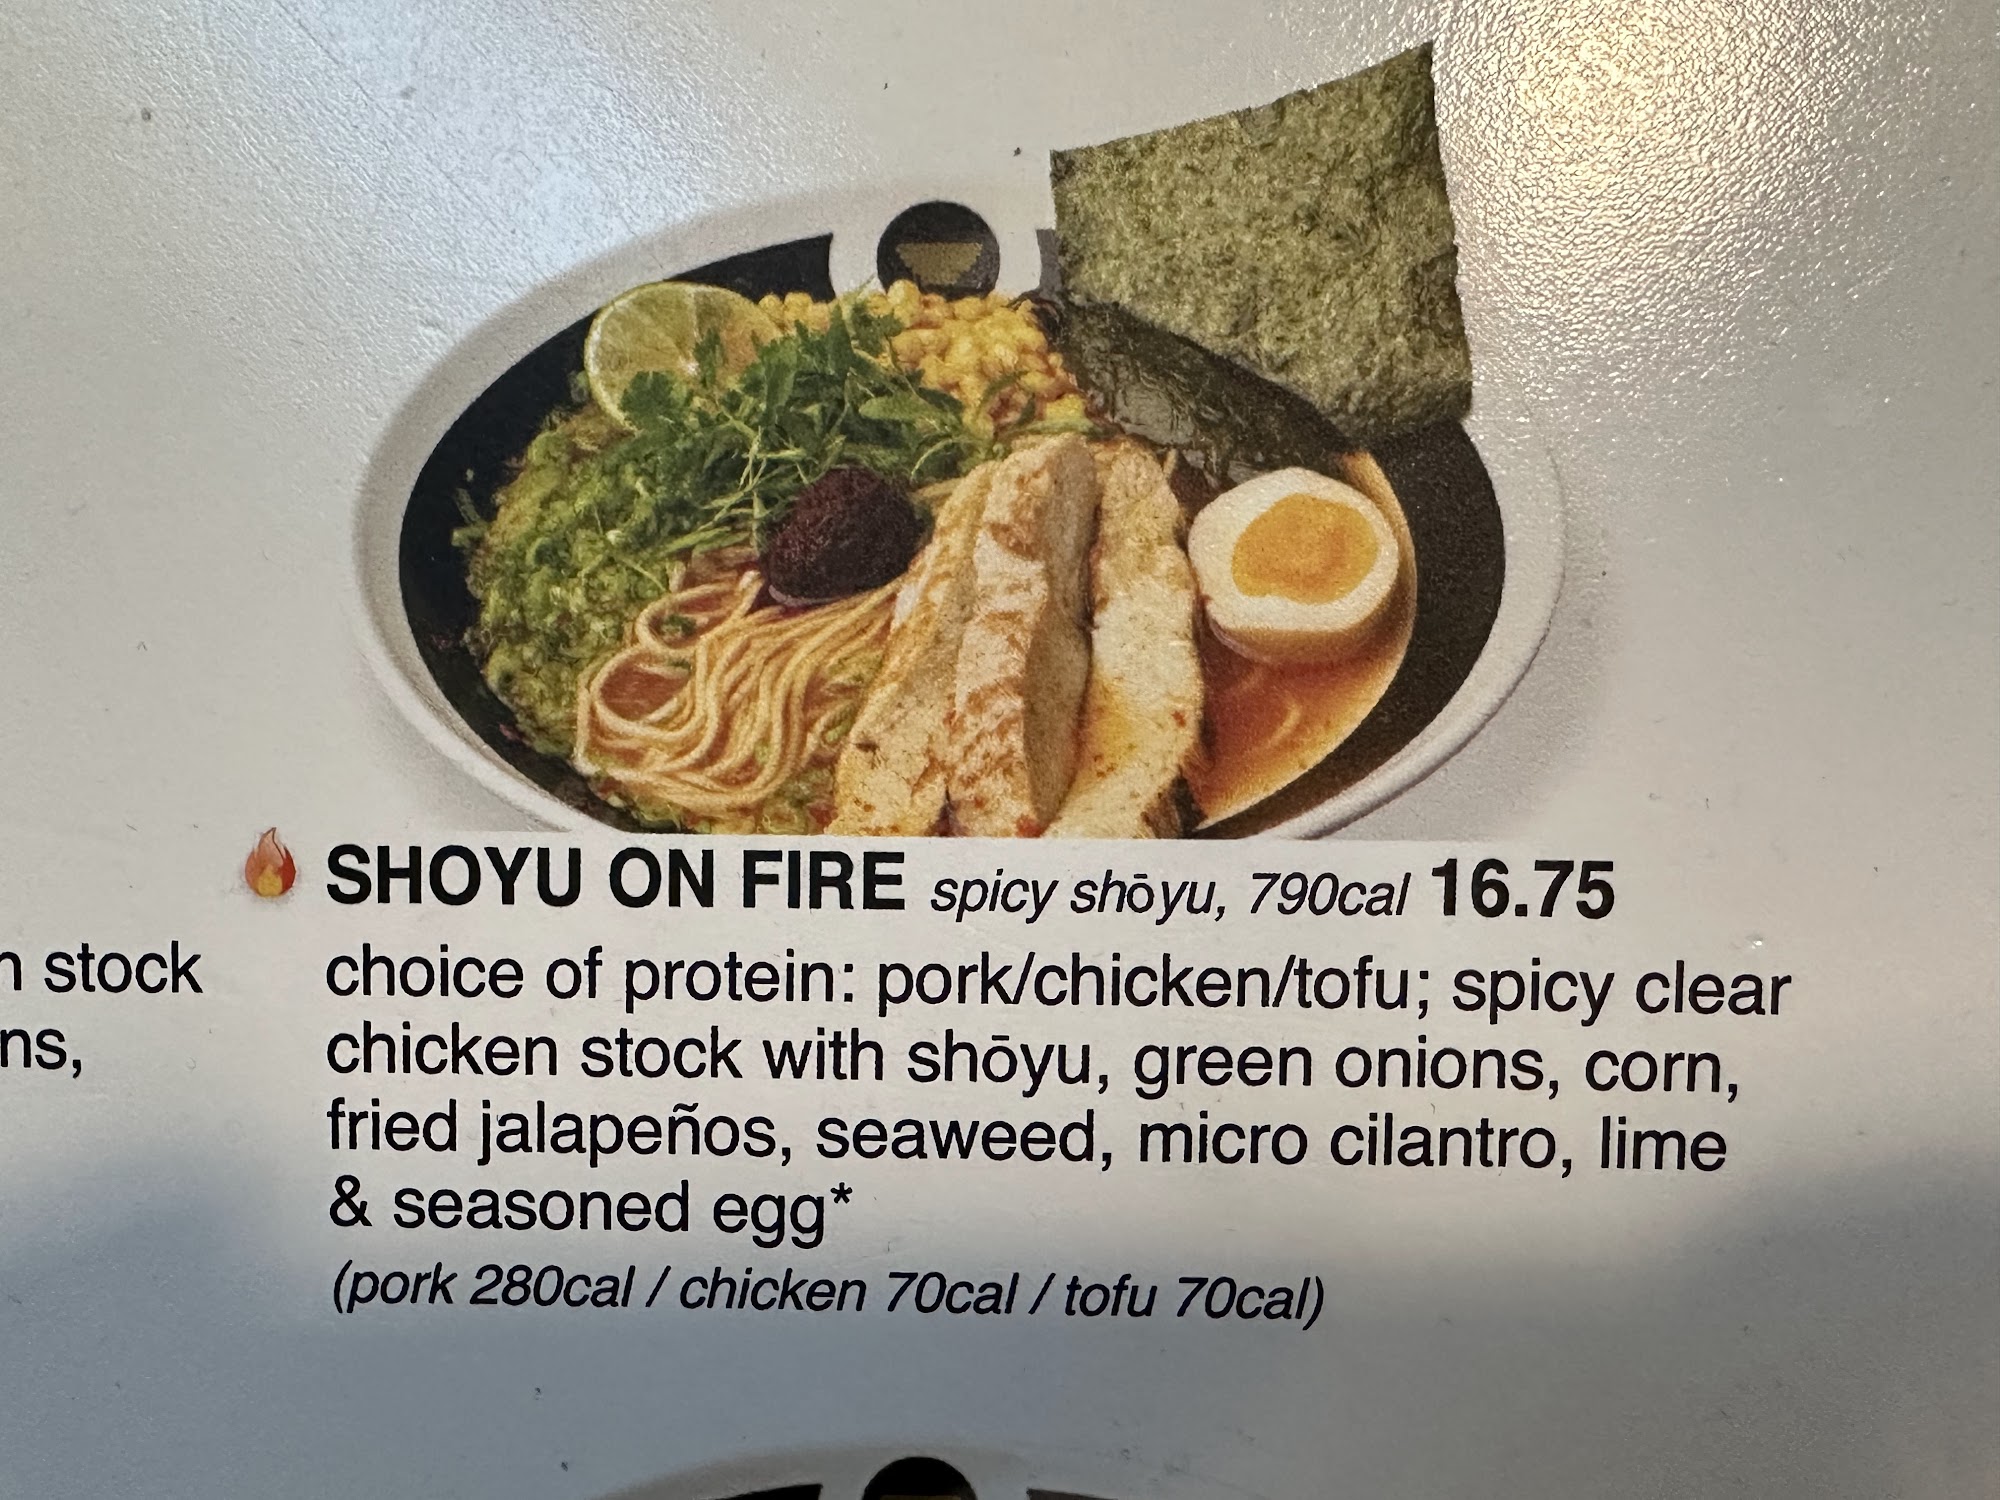 SHOYU ON FIRE spicy shōyu, 790cal 16.75
choice of protein: pork/chicken/tofu; spicy clear
chicken stock with shōyu, green onions, corn,
fried jalapeños, seaweed, micro cilantro, lime
& seasoned egg*
(pork 280cal / chicken 70cal / tofu 70cal)
stock